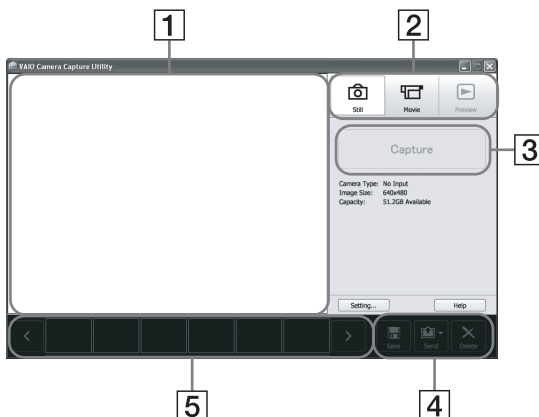 1
2
VAIO Camera Capture Utility
Still
Movie
Preview
Capture
3
Camera Type: No Input
Image Size: 640x480
Capacity: 51.2GB Available
Setting...
Help
Save
Send
Delete
5
4